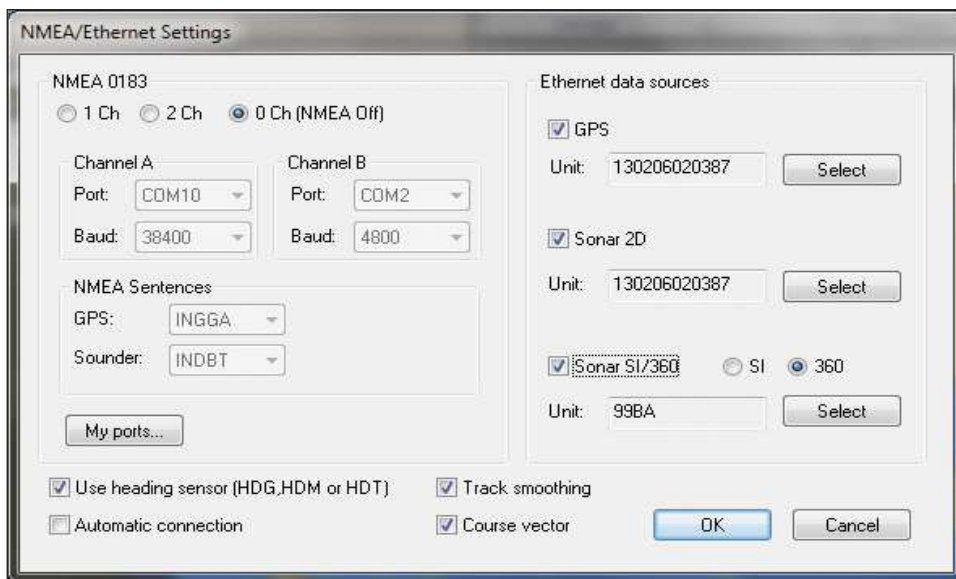 NMEA/Ethernet Settings
NMEA 0183
1 Ch 2 Ch 0 Ch (NMEA Off)
Channel A
Port: COM10
Baud: 38400
Channel B
Port: COM2
Baud: 4800
NMEA Sentences
GPS: INGGA
Sounder: INDBT
My ports...
Ethernet data sources
GPS
Unit: 130206020387 Select
Sonar 2D
Unit: 130206020387 Select
Sonar SI/360 SI 360
Unit: 99BA Select
Use heading sensor (HDG,HDM or HDT)
Track smoothing
Automatic connection
Course vector
OK Cancel